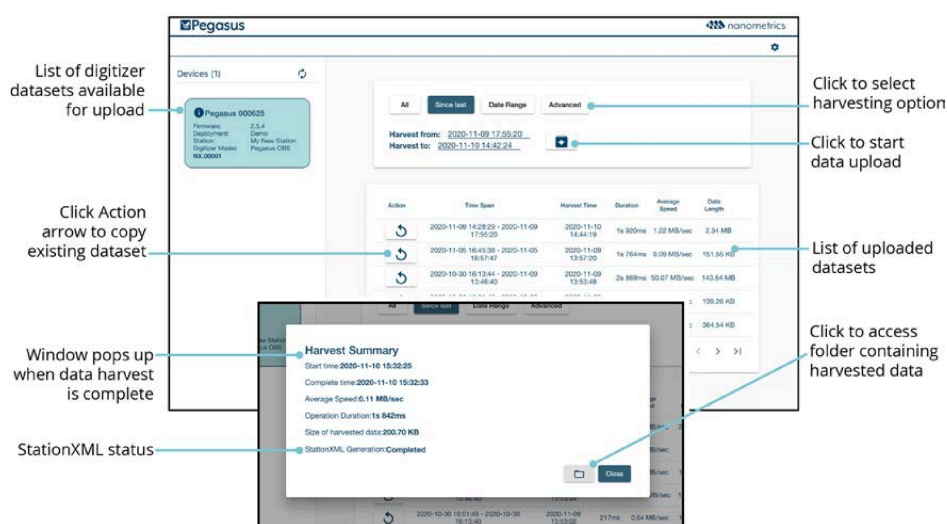 Pegasus
nanometrics
List of digitizer
datasets available
for upload
Devices (1)
Pegasus 000625
Firmware: 2.5.4
Deployment: Demo
Station: My New Station
Digitizer Model: Pegasus OBS
NX.00001
All
Since last
Date Range
Advanced
Click to select
harvesting option
Harvest from: 2020-11-09 17:55:20
Harvest to: 2020-11-10 14:42:24
Click to start
data upload
Click Action
arrow to copy
existing dataset
Action Time Span Harvest Time Duration Average Speed Data Length
2020-11-09 14:28:29 - 2020-11-09 17:55:20 2020-11-10 14:44:19 1s 920ms 1.22 MB/sec 2.34 MB
2020-11-05 16:45:38 - 2020-11-05 16:57:47 2020-11-09 13:57:20 1s 764ms 0.09 MB/sec 151.55 KB
2020-10-30 16:13:44 - 2020-11-09 13:46:40 2020-11-09 13:53:48 2s 869ms 50.07 MB/sec 143.64 MB
139.26 KB
364.54 KB
List of uploaded
datasets
All Since last Date Range Advanced
Window pops up
when data harvest
is complete
Harvest Summary
Start time:2020-11-10 15:32:25
Complete time:2020-11-10 15:32:33
Average Speed:0.11 MB/sec
Operation Duration:1s 842ms
Size of harvested data:200.70 KB
StationXML Generation:Completed
Close
StationXML status
Click to access
folder containing
harvested data
2020-10-30 16:01:45 - 2020-10-30 16:13:40 2020-11-09 13:53:02 217ms 0.64 MB/sec